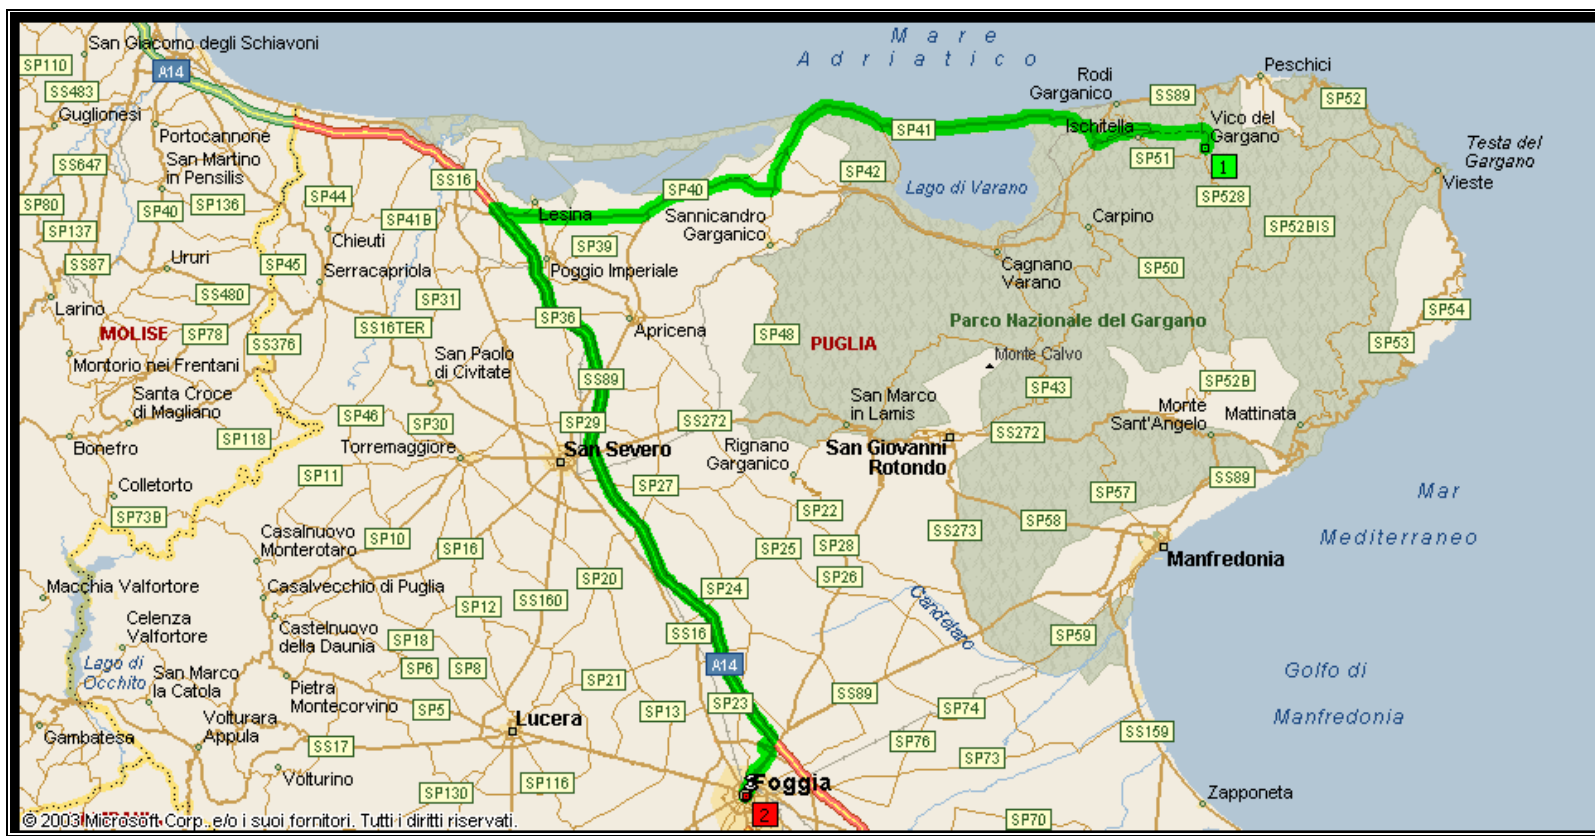 Mare
Adriatico
San Giacomo degli Schiavoni
SP110
A14
SS483
Guglionesi
Portocannone
SS647
San Martino
in Pensilis
SP80
SP40
SP136
SP44
SP137
SP41B
SS16
Chieuti
Ururi
SS87
SP45
Serracapriola
SS480
SP31
Larino
MOLISE
SP78
SS16TER
SS376
Montorio nei Frentani
San Paolo
di Civitate
Santa Croce
di Magliano
SP46
SP30
SP118
Bonefro
Torremaggiore
SP11
Colletorto
SP73B
Casalnuovo
Monterotaro
SP10
SP16
Macchia Valfortore
Casalvecchio di Puglia
SP12
SS160
SP20
Celenza
Valfortore
Castelnuovo
della Daunia
SP18
SP6
SP8
Lago di
Occhito
San Marco
la Catola
Pietra
Montecorvino
SP21
SP5
SP13
Volturara
Appula
Lucera
Gambatesa
SS17
Volturino
SP130
SP116
Rodi
Garganico
SS89
Peschici
SP52
SP41
Ischitella
Vico del
Gargano
SP51
1
Testa del
Gargano
Vieste
SP42
Lago di Varano
SP528
SP40
Lesina
Sannicandro
Garganico
Carpino
SP52BIS
SP39
Poggio Imperiale
Cagnano
Varano
SP50
SP36
Apricena
SP48
PUGLIA
Parco Nazionale del Gargano
SP54
SP53
Monte Calvo
SS89
SP43
SP52B
San Marco
in Lamis
Monte
Sant'Angelo
Mattinata
SP29
SS272
San Severo
Rignano
Garganico
San Giovanni
Rotondo
SS272
SS89
SP27
SP57
Mar
Mediterraneo
SP22
SP58
SS273
SP25
SP28
Manfredonia
SP26
SP24
Candelaro
SS16
SP59
A14
Golfo di
Manfredonia
SP23
SS89
SP74
SS159
SP76
SP73
Foggia
2
Zapponeta
SP70
© 2003 Microsoft Corp. e/o i suoi fornitori. Tutti i diritti riservati.